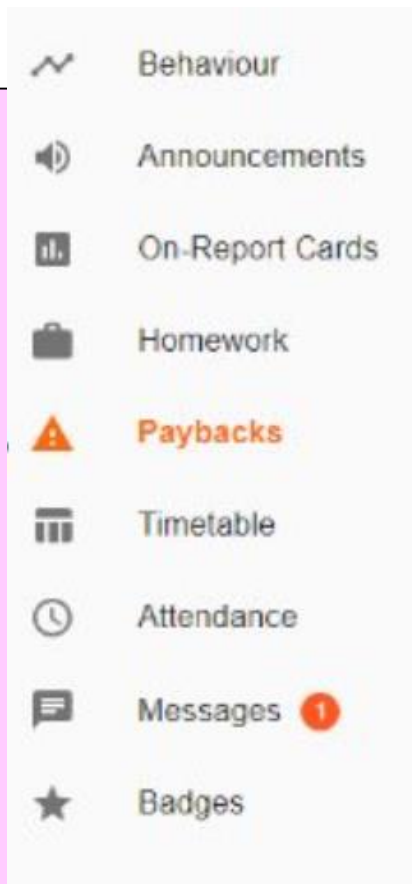 Behaviour
Announcements
On-Report Cards
Homework
Paybacks
Timetable
Attendance
Messages 1
Badges